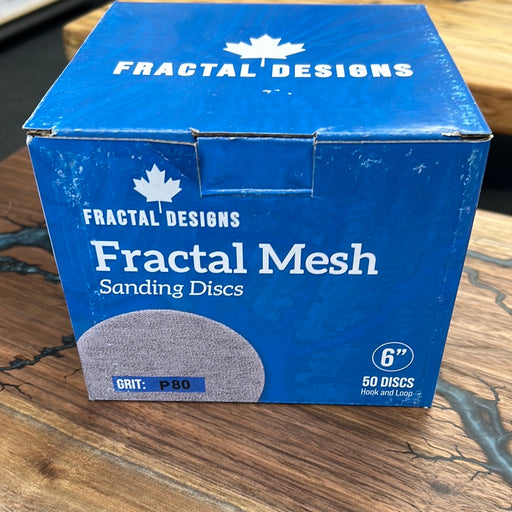 FRACTAL DESIGNS
FRACTAL DESIGNS
Fractal Mesh
Sanding Discs
GRIT: P80
6"
50 DISCS
Hook and Loop